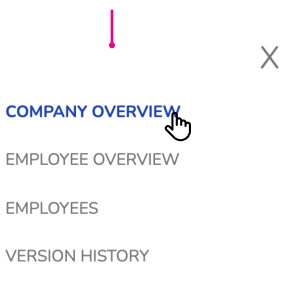 X
COMPANY OVERVIEW
EMPLOYEE OVERVIEW
EMPLOYEES
VERSION HISTORY